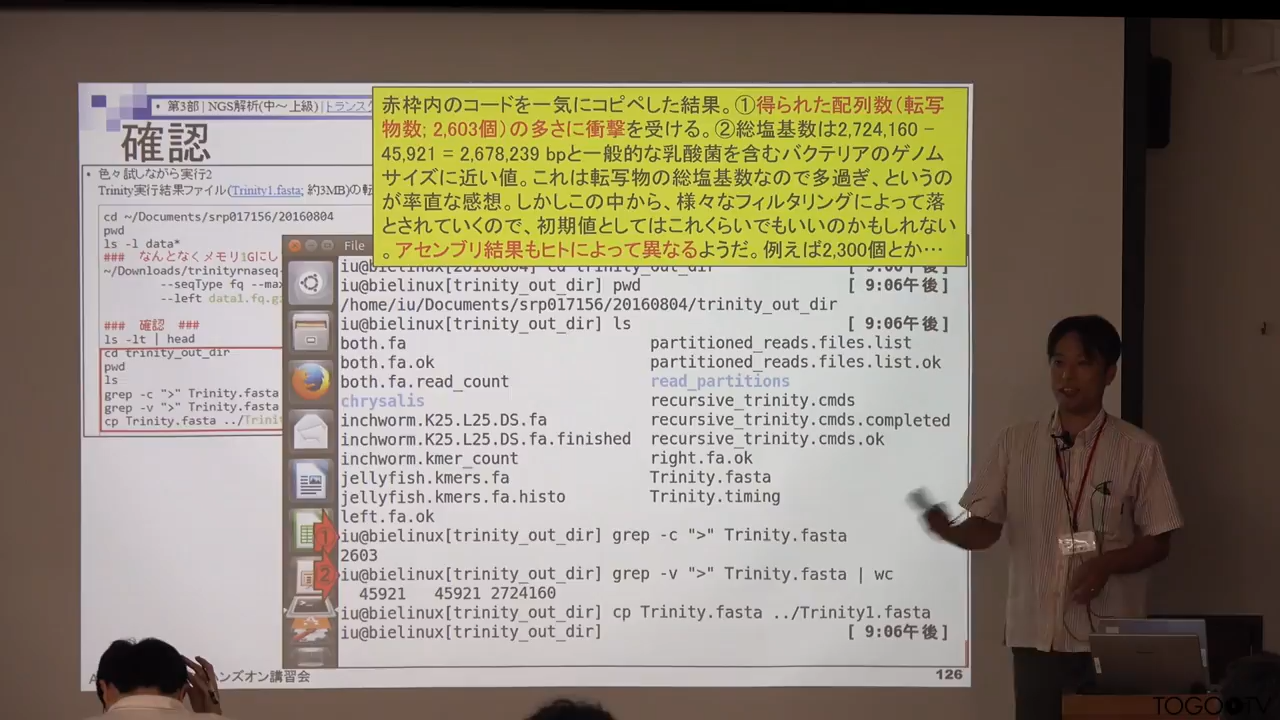 • 第3部 | NGS解析(中～上級) | トランスク
確認
• 色々試しながら実行2
Trinity実行結果ファイル(Trinity1.fasta; 約3MB)の転
cd ~/Documents/srp017156/20160804
pwd
ls -l data*
### なんとなくメモリ1Gにし
~/Downloads/trinityrnaseq-
--seqType fq --max
--left data1.fq.g
### 確認 ###
ls -lt | head
cd trinity_out_dir
pwd
ls
grep -c ">" Trinity.fasta
grep -v ">" Trinity.fasta
cp Trinity.fasta ../Trini
赤枠内のコードを一気にコピペした結果。①得られた配列数(転写
物数; 2,603個)の多さに衝撃を受ける。②総塩基数は2,724,160 –
45,921 = 2,678,239 bpと一般的な乳酸菌を含むバクテリアのゲノム
サイズに近い値。これは転写物の総塩基数なので多過ぎ、というの
が率直な感想。しかしこの中から、様々なフィルタリングによって落
とされていくので、初期値としてはこれくらいでもいいのかもしれない
。アセンブリ結果もヒトによって異なるようだ。例えば2,300個とか…
File
iu@bielinux[20160804] cd trinity_out_dir [ 9:06午後]
iu@bielinux[trinity_out_dir] pwd [ 9:06午後]
/home/iu/Documents/srp017156/20160804/trinity_out_dir
iu@bielinux[trinity_out_dir] ls [ 9:06午後]
both.fa partitioned_reads.files.list
both.fa.ok partitioned_reads.files.list.ok
both.fa.read_count read_partitions
chrysalis recursive_trinity.cmds
inchworm.K25.L25.DS.fa recursive_trinity.cmds.completed
inchworm.K25.L25.DS.fa.finished recursive_trinity.cmds.ok
inchworm.kmer_count right.fa.ok
jellyfish.kmers.fa Trinity.fasta
jellyfish.kmers.fa.histo Trinity.timing
left.fa.ok
①
iu@bielinux[trinity_out_dir] grep -c ">" Trinity.fasta
2603
②
iu@bielinux[trinity_out_dir] grep -v ">" Trinity.fasta | wc
45921 45921 2724160
iu@bielinux[trinity_out_dir] cp Trinity.fasta ../Trinity1.fasta
iu@bielinux[trinity_out_dir] [ 9:06午後]
ンズオン講習会
126
TOGOTV